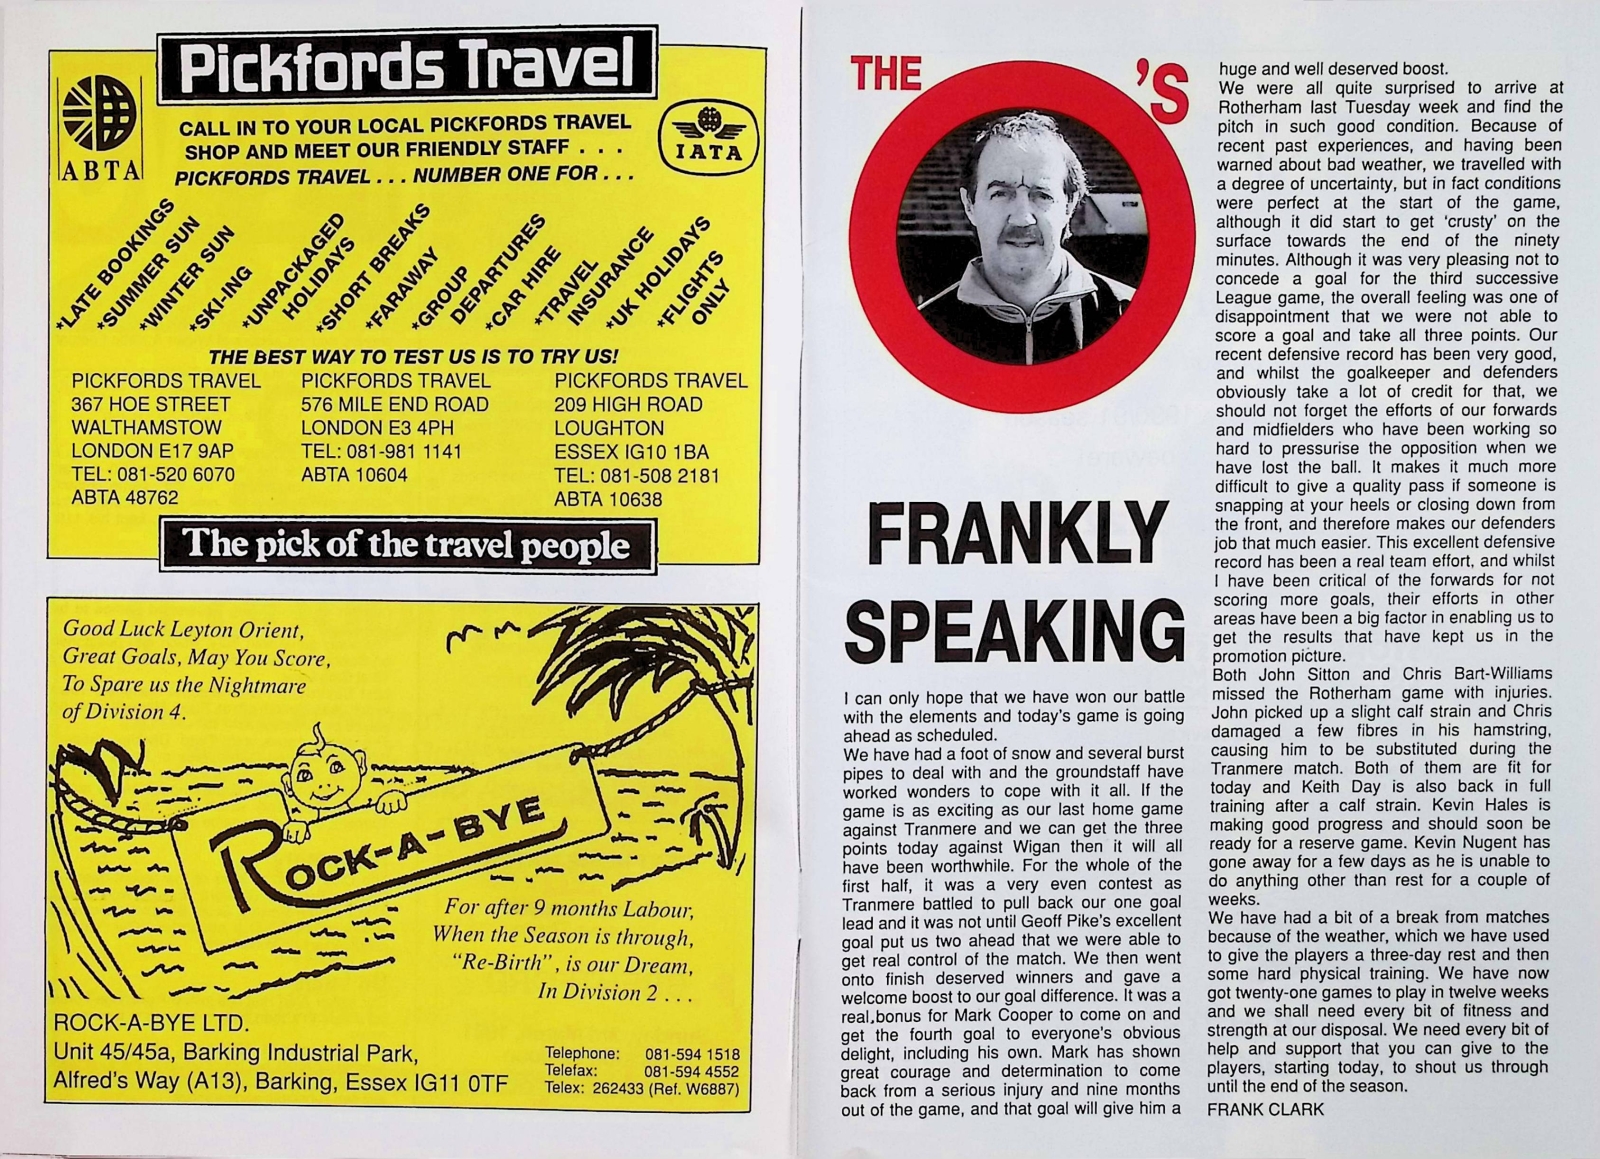 Pickfords Travel
ABTA
IATA
CALL IN TO YOUR LOCAL PICKFORDS TRAVEL
SHOP AND MEET OUR FRIENDLY STAFF . . .
PICKFORDS TRAVEL . . . NUMBER ONE FOR . . .
*LATE BOOKINGS
*SUMMER SUN
*WINTER SUN
*SKI-ING
*UNPACKAGED
HOLIDAYS
*SHORT BREAKS
*FARAWAY
*GROUP
DEPARTURES
*CAR HIRE
*TRAVEL
INSURANCE
*UK HOLIDAYS
*FLIGHTS
ONLY
THE BEST WAY TO TEST US IS TO TRY US!
PICKFORDS TRAVEL
367 HOE STREET
WALTHAMSTOW
LONDON E17 9AP
TEL: 081-520 6070
ABTA 48762
PICKFORDS TRAVEL
576 MILE END ROAD
LONDON E3 4PH
TEL: 081-981 1141
ABTA 10604
PICKFORDS TRAVEL
209 HIGH ROAD
LOUGHTON
ESSEX IG10 1BA
TEL: 081-508 2181
ABTA 10638
The pick of the travel people
Good Luck Leyton Orient,
Great Goals, May You Score,
To Spare us the Nightmare
of Division 4.
ROCK-A-BYE
For after 9 months Labour,
When the Season is through,
"Re-Birth", is our Dream,
In Division 2 . . .
ROCK-A-BYE LTD.
Unit 45/45a, Barking Industrial Park,
Alfred's Way (A13), Barking, Essex IG11 0TF
Telephone: 081-594 1518
Telefax: 081-594 4552
Telex: 262433 (Ref. W6887)
THE O'S
FRANKLY
SPEAKING
I can only hope that we have won our battle
with the elements and today's game is going
ahead as scheduled.
We have had a foot of snow and several burst
pipes to deal with and the groundstaff have
worked wonders to cope with it all. If the
game is as exciting as our last home game
against Tranmere and we can get the three
points today against Wigan then it will all
have been worthwhile. For the whole of the
first half, it was a very even contest as
Tranmere battled to pull back our one goal
lead and it was not until Geoff Pike's excellent
goal put us two ahead that we were able to
get real control of the match. We then went
onto finish deserved winners and gave a
welcome boost to our goal difference. It was a
real,bonus for Mark Cooper to come on and
get the fourth goal to everyone's obvious
delight, including his own. Mark has shown
great courage and determination to come
back from a serious injury and nine months
out of the game, and that goal will give him a
huge and well deserved boost.
We were all quite surprised to arrive at
Rotherham last Tuesday week and find the
pitch in such good condition. Because of
recent past experiences, and having been
warned about bad weather, we travelled with
a degree of uncertainty, but in fact conditions
were perfect at the start of the game,
although it did start to get 'crusty' on the
surface towards the end of the ninety
minutes. Although it was very pleasing not to
concede a goal for the third successive
League game, the overall feeling was one of
disappointment that we were not able to
score a goal and take all three points. Our
recent defensive record has been very good,
and whilst the goalkeeper and defenders
obviously take a lot of credit for that, we
should not forget the efforts of our forwards
and midfielders who have been working so
hard to pressurise the opposition when we
have lost the ball. It makes it much more
difficult to give a quality pass if someone is
snapping at your heels or closing down from
the front, and therefore makes our defenders
job that much easier. This excellent defensive
record has been a real team effort, and whilst
I have been critical of the forwards for not
scoring more goals, their efforts in other
areas have been a big factor in enabling us to
get the results that have kept us in the
promotion picture.
Both John Sitton and Chris Bart-Williams
missed the Rotherham game with injuries.
John picked up a slight calf strain and Chris
damaged a few fibres in his hamstring,
causing him to be substituted during the
Tranmere match. Both of them are fit for
today and Keith Day is also back in full
training after a calf strain. Kevin Hales is
making good progress and should soon be
ready for a reserve game. Kevin Nugent has
gone away for a few days as he is unable to
do anything other than rest for a couple of
weeks.
We have had a bit of a break from matches
because of the weather, which we have used
to give the players a three-day rest and then
some hard physical training. We have now
got twenty-one games to play in twelve weeks
and we shall need every bit of fitness and
strength at our disposal. We need every bit of
help and support that you can give to the
players, starting today, to shout us through
until the end of the season.
FRANK CLARK